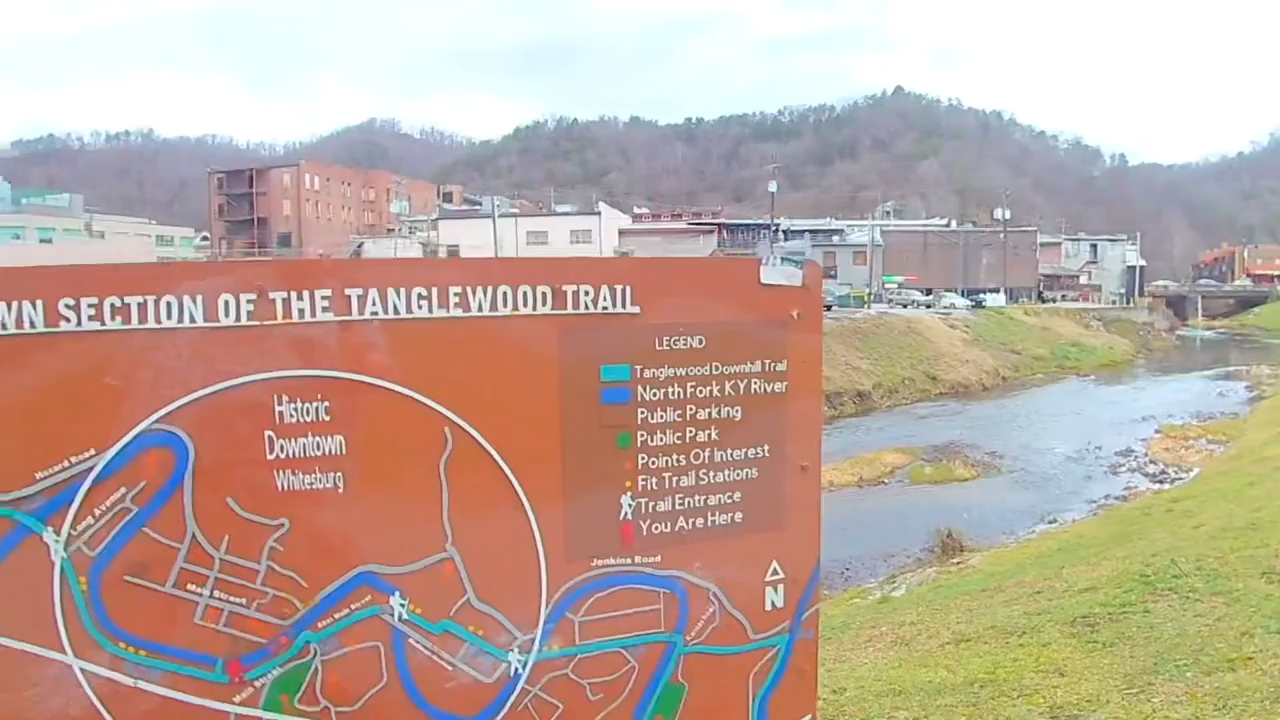 WN SECTION OF THE TANGLEWOOD TRAIL
LEGEND
Tanglewood Downhill Trail
North Fork KY River
Public Parking
Public Park
Points Of Interest
Fit Trail Stations
Trail Entrance
You Are Here
Historic
Downtown
Whitesburg
Hazard Road
Long Avenue
Main Street
Jenkins Road
N
Main Street